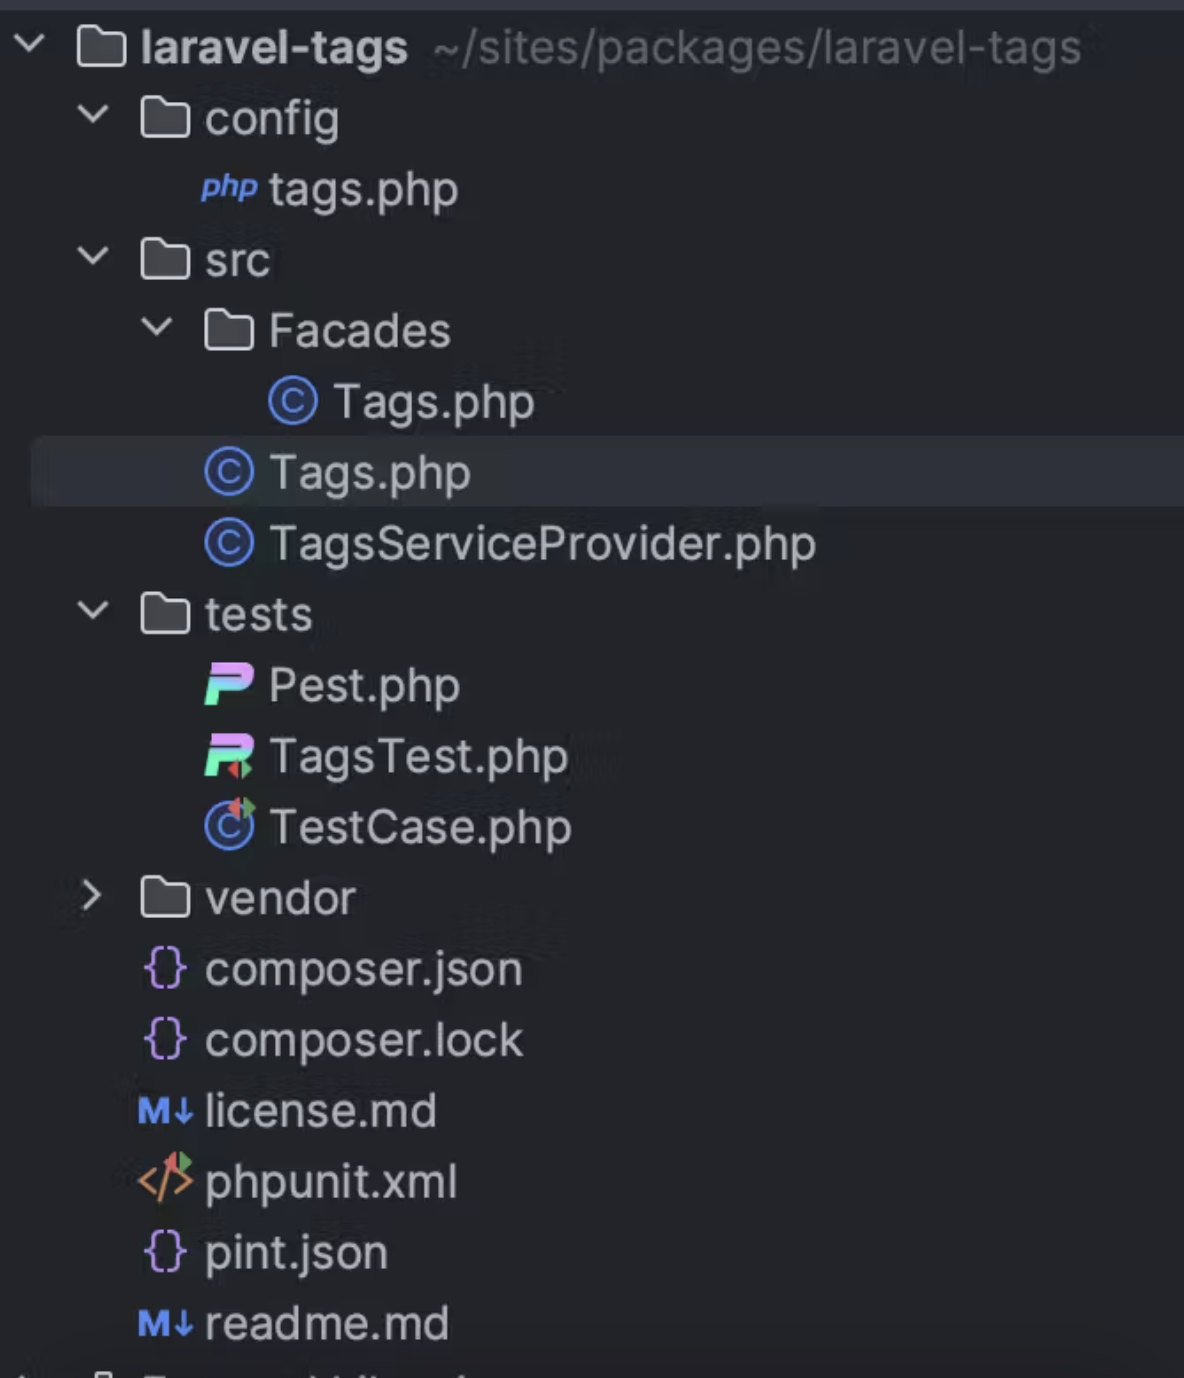 laravel-tags ~/sites/packages/laravel-tags
config
php tags.php
src
Facades
C Tags.php
C Tags.php
C TagsServiceProvider.php
tests
Pest.php
TagsTest.php
C TestCase.php
vendor
{} composer.json
{} composer.lock
M↓ license.md
</> phpunit.xml
{} pint.json
M↓ readme.md